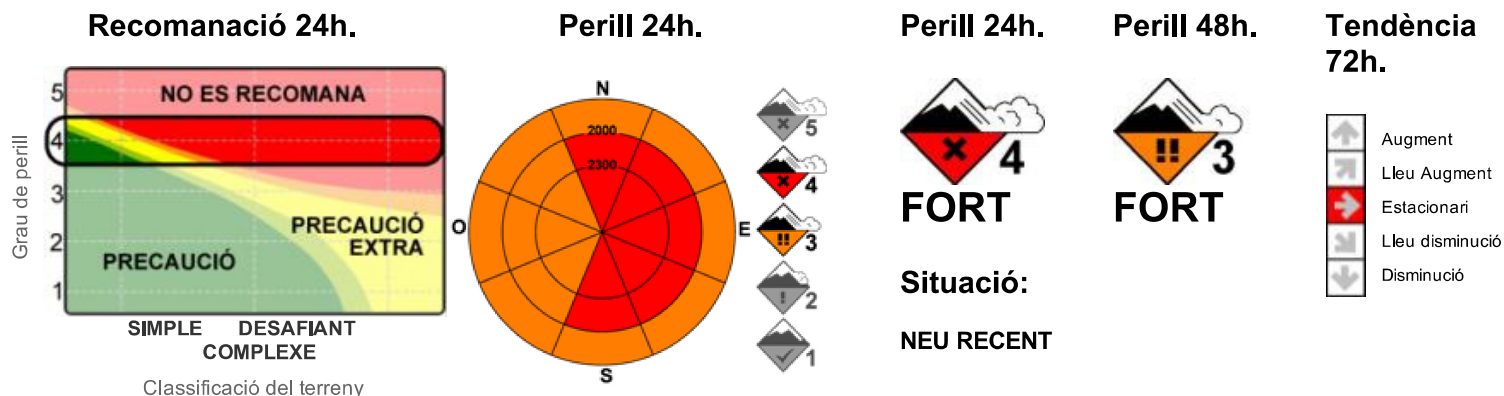 Recomanació 24h.
Perill 24h.
Perill 24h.
Perill 48h.
Tendència
72h.
Grau de perill
5
4
3
2
1
NO ES RECOMANA
PRECAUCIÓ
EXTRA
PRECAUCIÓ
SIMPLE
DESAFIANT
COMPLEXE
Classificació del terreny
N
2000
2300
O
E
S
5
4
!! 3
! 2
1
4
FORT
!! 3
FORT
Situació:
NEU RECENT
Augment
Lleu Augment
Estacionari
Lleu disminució
Disminució